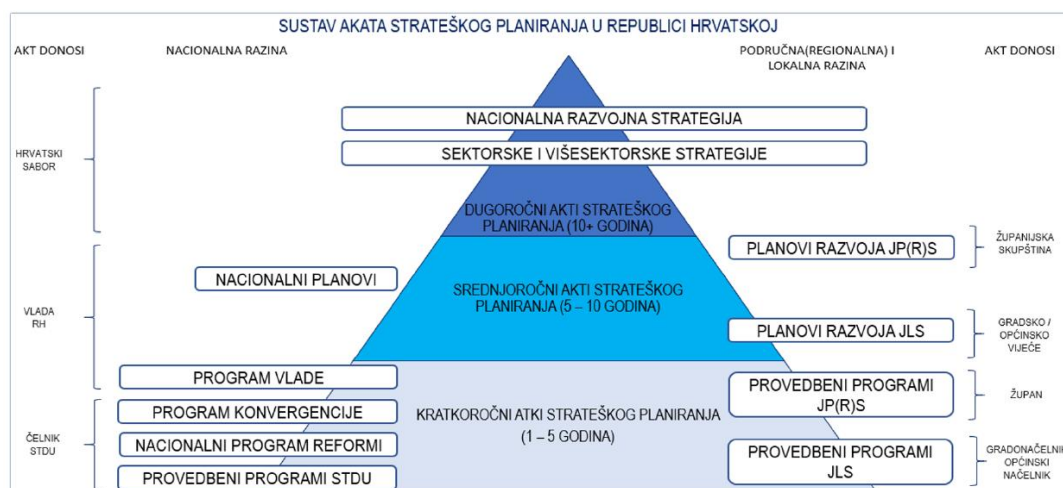 SUSTAV AKATA STRATEŠKOG PLANIRANJA U REPUBLICI HRVATSKOJ
AKT DONOSI
NACIONALNA RAZINA
PODRUČNA(REGIONALNA) I
LOKALNA RAZINA
AKT DONOSI
NACIONALNA RAZVOJNA STRATEGIJA
HRVATSKI
SABOR
SEKTORSKE I VIŠESEKTORSKE STRATEGIJE
DUGOROČNI AKTI STRATEŠKOG
PLANIRANJA (10+ GODINA)
PLANOVI RAZVOJA JP(R)S
ŽUPANIJSKA
SKUPŠTINA
NACIONALNI PLANOVI
SREDNJOROČNI AKTI STRATEŠKOG
PLANIRANJA (5 – 10 GODINA)
VLADA
RH
PLANOVI RAZVOJA JLS
GRADSKO /
OPĆINSKO
VIJEĆE
PROGRAM VLADE
PROVEDBENI PROGRAMI
JP(R)S
ŽUPAN
PROGRAM KONVERGENCIJE
KRATKOROČNI ATKI STRATEŠKOG PLANIRANJA
(1 – 5 GODINA)
ČELNIK
STDU
NACIONALNI PROGRAM REFORMI
PROVEDBENI PROGRAMI
JLS
GRADONAČELNIK
OPĆINSKI
NAČELNIK
PROVEDBENI PROGRAMI STDU